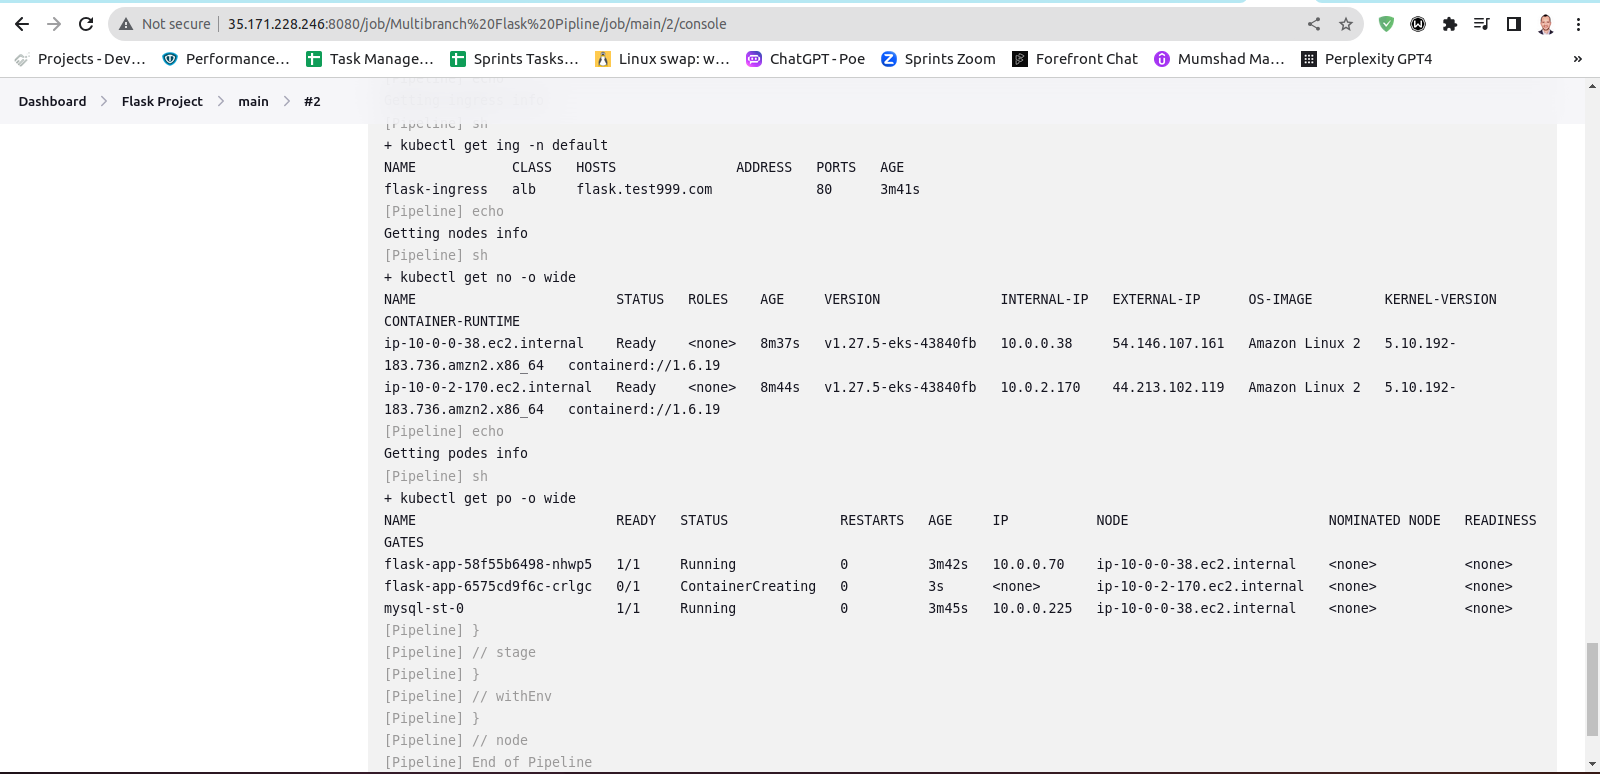 Not secure 35.171.228.246:8080/job/Multibranch%20Flask%20Pipline/job/main/2/console
Projects - Dev... Performance... Task Manage... Sprints Tasks... Linux swap: w... ChatGPT - Poe Sprints Zoom Forefront Chat Mumshad Ma... Perplexity GPT4 »
Dashboard Flask Project main #2
[Pipeline] sh
+ kubectl get ing -n default
NAME CLASS HOSTS ADDRESS PORTS AGE
flask-ingress alb flask.test999.com 80 3m41s
[Pipeline] echo
Getting nodes info
[Pipeline] sh
+ kubectl get no -o wide
NAME STATUS ROLES AGE VERSION INTERNAL-IP EXTERNAL-IP OS-IMAGE KERNEL-VERSION
CONTAINER-RUNTIME
ip-10-0-0-38.ec2.internal Ready <none> 8m37s v1.27.5-eks-43840fb 10.0.0.38 54.146.107.161 Amazon Linux 2 5.10.192-
183.736.amzn2.x86_64 containerd://1.6.19
ip-10-0-2-170.ec2.internal Ready <none> 8m44s v1.27.5-eks-43840fb 10.0.2.170 44.213.102.119 Amazon Linux 2 5.10.192-
183.736.amzn2.x86_64 containerd://1.6.19
[Pipeline] echo
Getting podes info
[Pipeline] sh
+ kubectl get po -o wide
NAME READY STATUS RESTARTS AGE IP NODE NOMINATED NODE READINESS
GATES
flask-app-58f55b6498-nhwp5 1/1 Running 0 3m42s 10.0.0.70 ip-10-0-0-38.ec2.internal <none> <none>
flask-app-6575cd9f6c-crlgc 0/1 ContainerCreating 0 3s <none> ip-10-0-2-170.ec2.internal <none> <none>
mysql-st-0 1/1 Running 0 3m45s 10.0.0.225 ip-10-0-0-38.ec2.internal <none> <none>
[Pipeline] }
[Pipeline] // stage
[Pipeline] }
[Pipeline] // withEnv
[Pipeline] }
[Pipeline] // node
[Pipeline] End of Pipeline